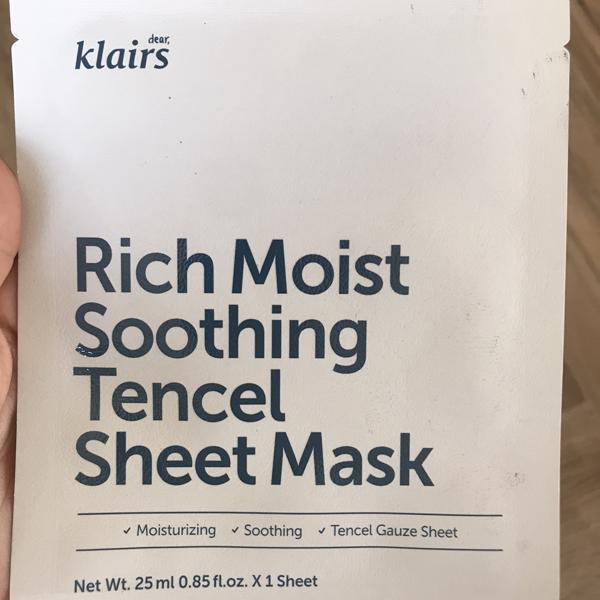 dear,
klairs
Rich Moist
Soothing
Tencel
Sheet Mask
✓ Moisturizing ✓ Soothing ✓ Tencel Gauze Sheet
Net Wt. 25 ml 0.85 fl.oz. X 1 Sheet